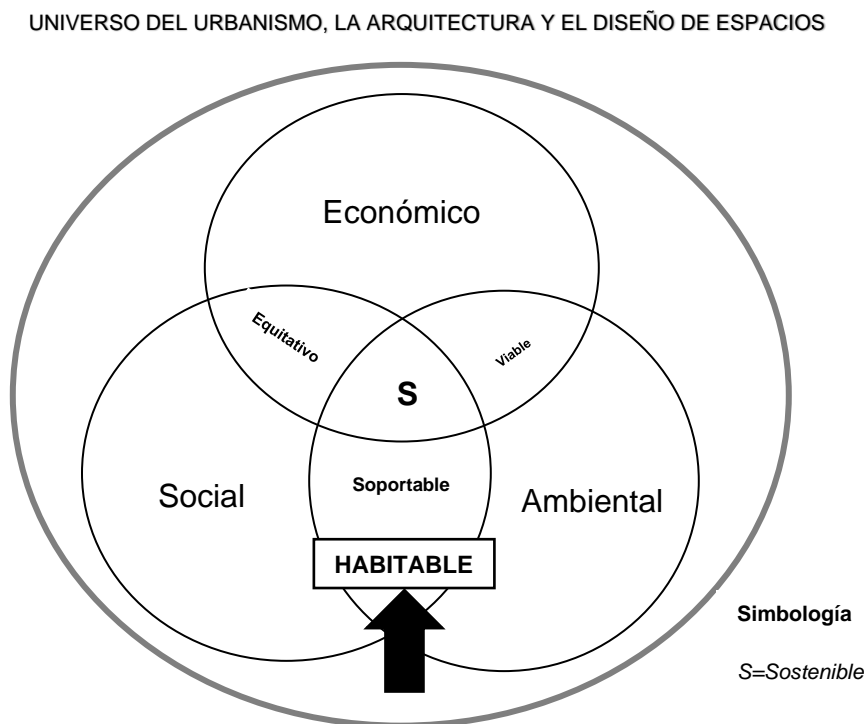 UNIVERSO DEL URBANISMO, LA ARQUITECTURA Y EL DISEÑO DE ESPACIOS
Económico
Equitativo
Viable
S
Social
Soportable
Ambiental
HABITABLE
Simbología
S=Sostenible